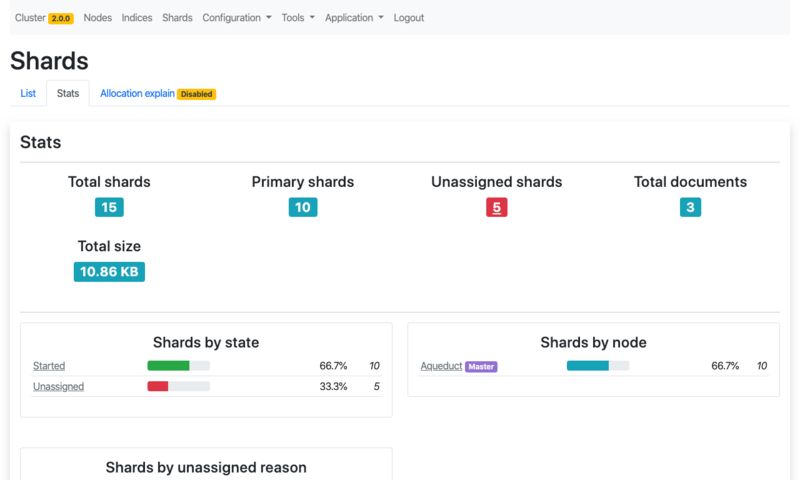 Cluster 2.0.0 Nodes Indices Shards Configuration Tools Application Logout
Shards
List Stats Allocation explain Disabled
Stats
Total shards Primary shards Unassigned shards Total documents
15 10 5 3
Total size
10.86 KB
Shards by state
Started 66.7% 10
Unassigned 33.3% 5
Shards by node
Aqueduct Master 66.7% 10
Shards by unassigned reason